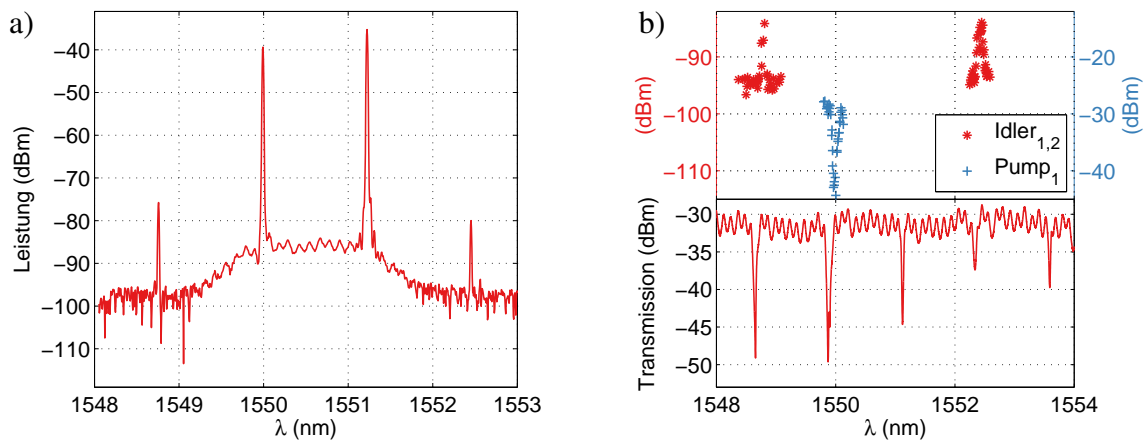 a)
Leistung (dBm)
−40
−50
−60
−70
−80
−90
−100
−110
1548
1549
1550
1551
1552
1553
λ (nm)
b)
(dBm)
−90
−100
−110
−20
−30
−40
(dBm)
Idler1,2
Pump1
Transmission (dBm)
−30
−35
−40
−45
−50
1548
1550
1552
1554
λ (nm)